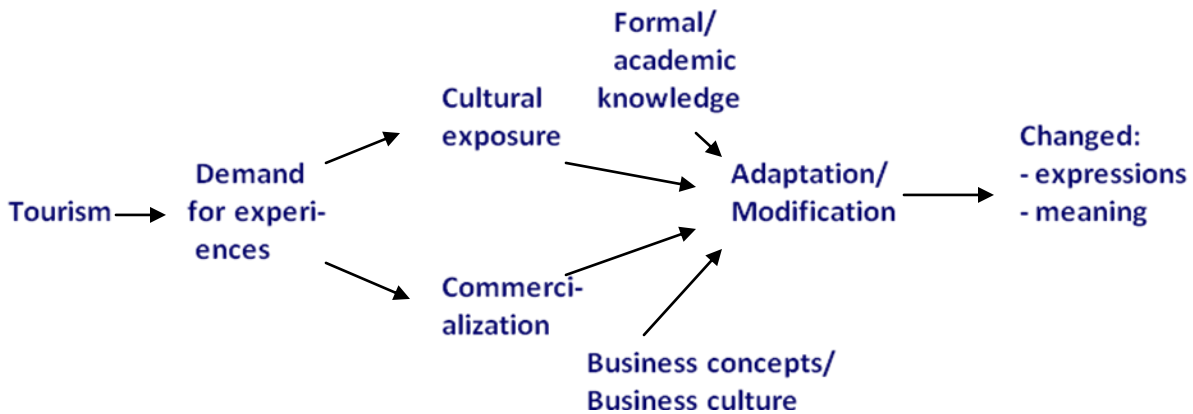 Formal/
academic
knowledge
Cultural
exposure
Changed:
- expressions
- meaning
Demand
for experi-
ences
Adaptation/
Modification
Tourism
Commerci-
alization
Business concepts/
Business culture